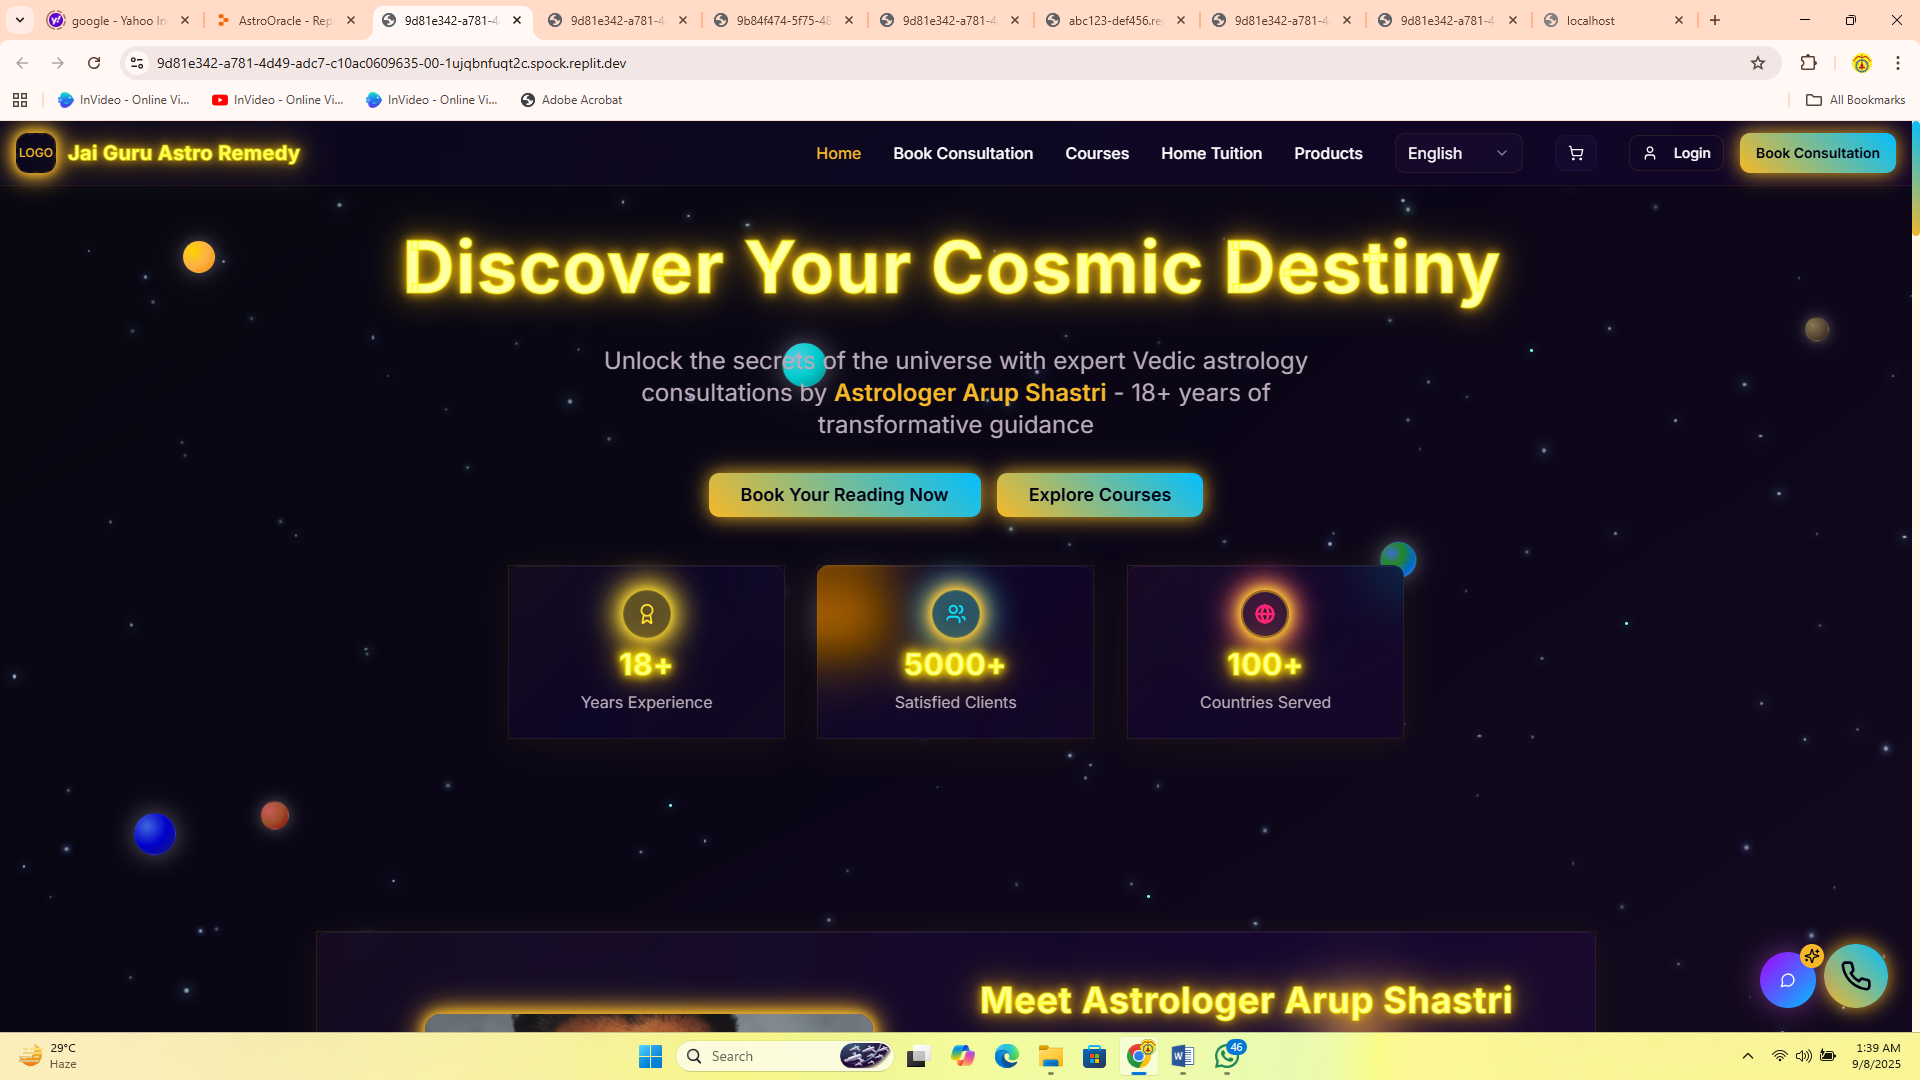 google - Yahoo In
AstroOracle - Rep
9d81e342-a781-4
9d81e342-a781-4
9b84f474-5f75-48
9d81e342-a781-4
abc123-def456.re
9d81e342-a781-4
9d81e342-a781-4
localhost
9d81e342-a781-4d49-adc7-c10ac0609635-00-1ujqbnfuqt2c.spock.replit.dev
InVideo - Online Vi...
InVideo - Online Vi...
InVideo - Online Vi...
Adobe Acrobat
All Bookmarks
LOGO
Jai Guru Astro Remedy
Home
Book Consultation
Courses
Home Tuition
Products
English
Login
Book Consultation
Discover Your Cosmic Destiny
Unlock the secrets of the universe with expert Vedic astrology
consultations by Astrologer Arup Shastri - 18+ years of
transformative guidance
Book Your Reading Now
Explore Courses
18+
Years Experience
5000+
Satisfied Clients
100+
Countries Served
Meet Astrologer Arup Shastri
29°C
Haze
Search
46
1:39 AM
9/8/2025